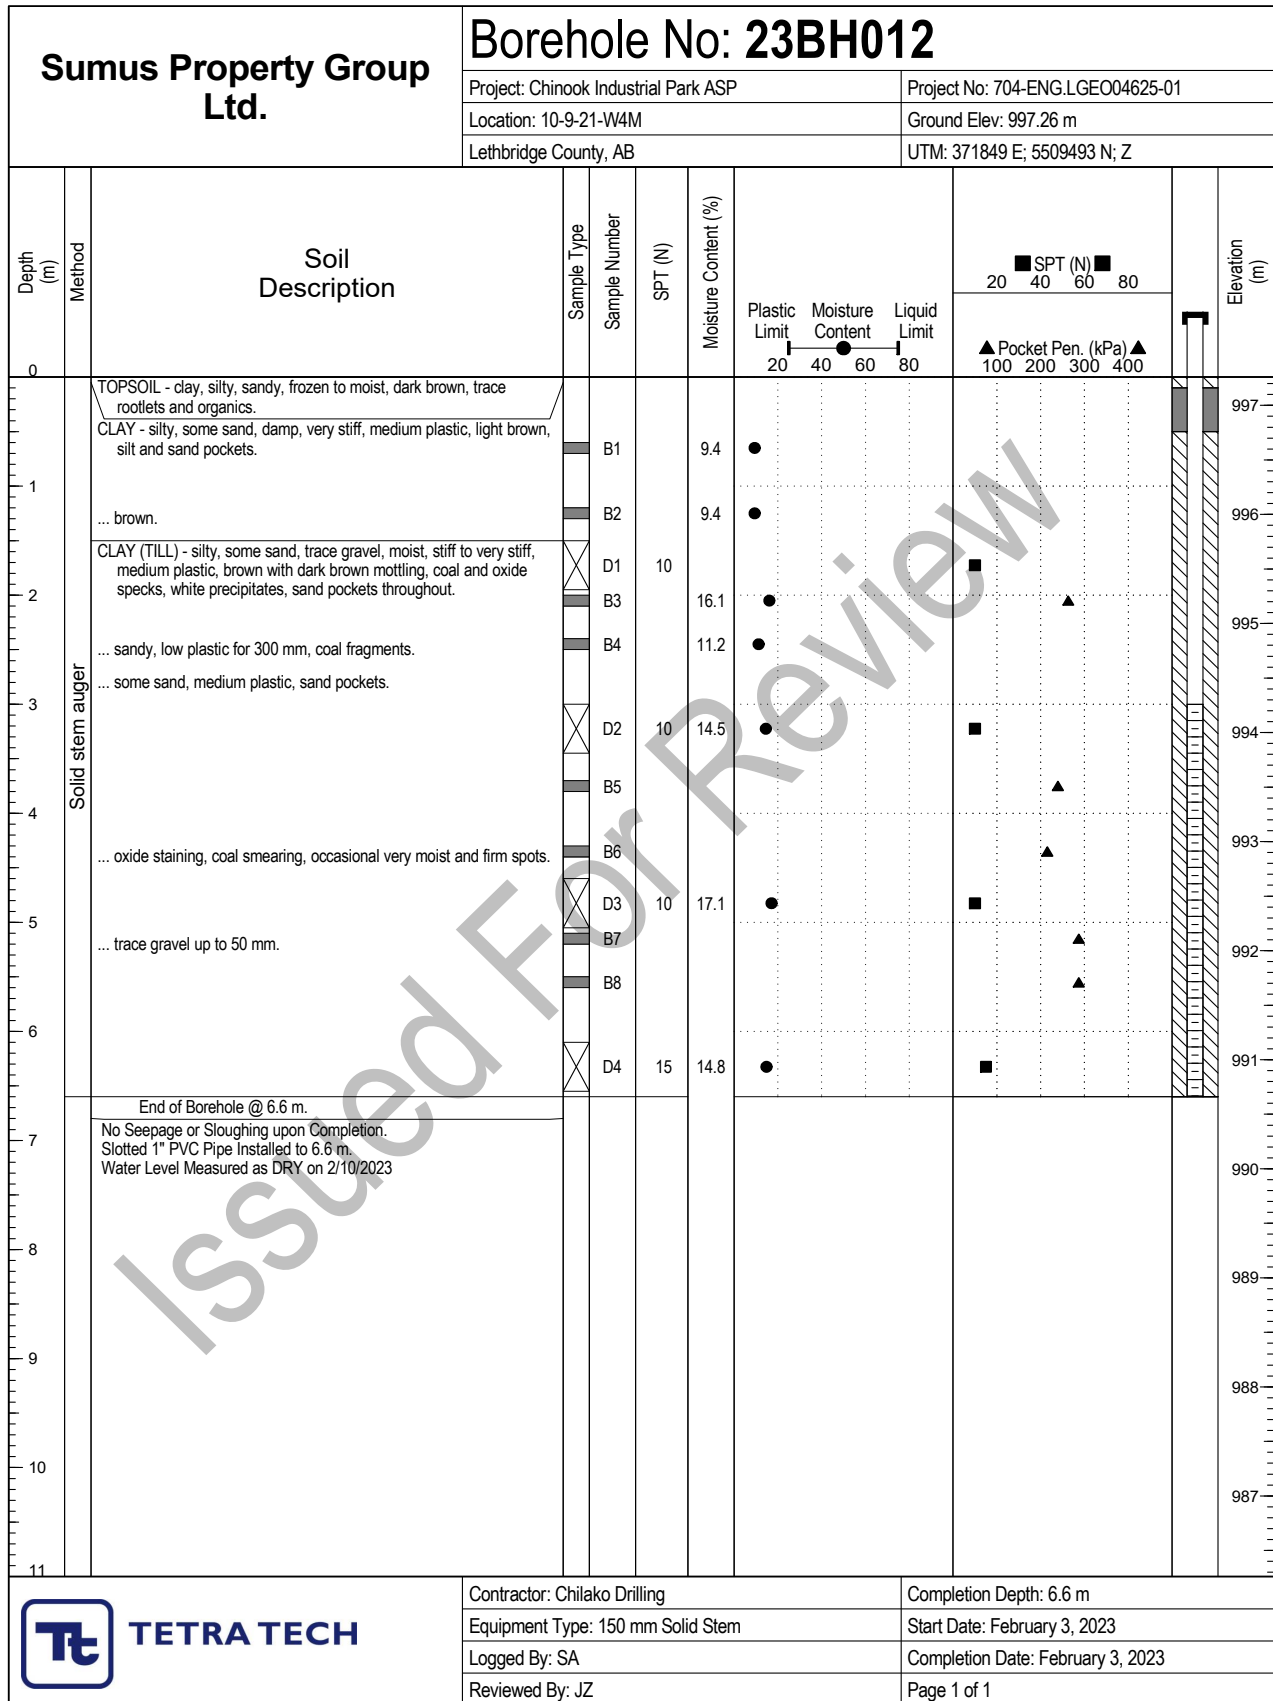 Sumus Property Group
Ltd.
Borehole No: 23BH012
Project: Chinook Industrial Park ASP
Project No: 704-ENG.LGEO04625-01
Location: 10-9-21-W4M
Ground Elev: 997.26 m
Lethbridge County, AB
UTM: 371849 E; 5509493 N; Z
Depth
(m)
Method
Soil
Description
Sample Type
Sample Number
SPT (N)
Moisture Content (%)
Plastic
Limit
Moisture
Content
Liquid
Limit
20 40 60 80
SPT (N)
20 40 60 80
Pocket Pen. (kPa)
100 200 300 400
Elevation
(m)
0
Solid stem auger
TOPSOIL - clay, silty, sandy, frozen to moist, dark brown, trace
rootlets and organics.
997
CLAY - silty, some sand, damp, very stiff, medium plastic, light brown,
silt and sand pockets.
B1 9.4
1
... brown.
B2 9.4
996
CLAY (TILL) - silty, some sand, trace gravel, moist, stiff to very stiff,
medium plastic, brown with dark brown mottling, coal and oxide
specks, white precipitates, sand pockets throughout.
D1 10
2
B3 16.1
995
... sandy, low plastic for 300 mm, coal fragments.
B4 11.2
... some sand, medium plastic, sand pockets.
3
D2 10 14.5
994
B5
4
993
... oxide staining, coal smearing, occasional very moist and firm spots.
B6
D3 10 17.1
5
... trace gravel up to 50 mm.
B7
992
B8
6
D4 15 14.8
991
End of Borehole @ 6.6 m.
No Seepage or Sloughing upon Completion.
7
Slotted 1" PVC Pipe Installed to 6.6 m.
Water Level Measured as DRY on 2/10/2023
990
8
989
9
988
10
987
11
Issued For Review
TETRA TECH
Contractor: Chilako Drilling
Completion Depth: 6.6 m
Equipment Type: 150 mm Solid Stem
Start Date: February 3, 2023
Logged By: SA
Completion Date: February 3, 2023
Reviewed By: JZ
Page 1 of 1